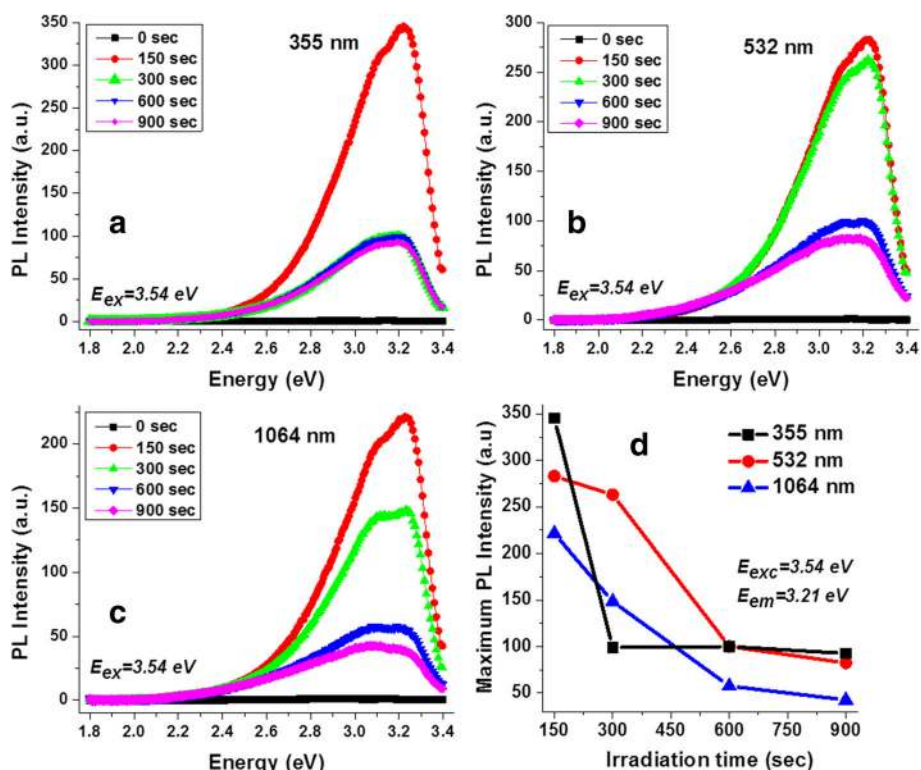 355 nm
0 sec
150 sec
300 sec
600 sec
900 sec
a
E_ex=3.54 eV
PL Intensity (a.u.)
350
300
250
200
150
100
50
0
1.8 2.0 2.2 2.4 2.6 2.8 3.0 3.2 3.4
Energy (eV)
532 nm
0 sec
150 sec
300 sec
600 sec
900 sec
b
E_ex=3.54 eV
PL Intensity (a.u.)
300
250
200
150
100
50
0
1.8 2.0 2.2 2.4 2.6 2.8 3.0 3.2 3.4
Energy (eV)
1064 nm
0 sec
150 sec
300 sec
600 sec
900 sec
c
E_ex=3.54 eV
PL Intensity (a.u.)
200
150
100
50
0
1.8 2.0 2.2 2.4 2.6 2.8 3.0 3.2 3.4
Energy (eV)
d
355 nm
532 nm
1064 nm
E_exc=3.54 eV
E_em=3.21 eV
Maximum PL Intensity (a.u)
350
300
250
200
150
100
50
150 300 450 600 750 900
Irradiation time (sec)